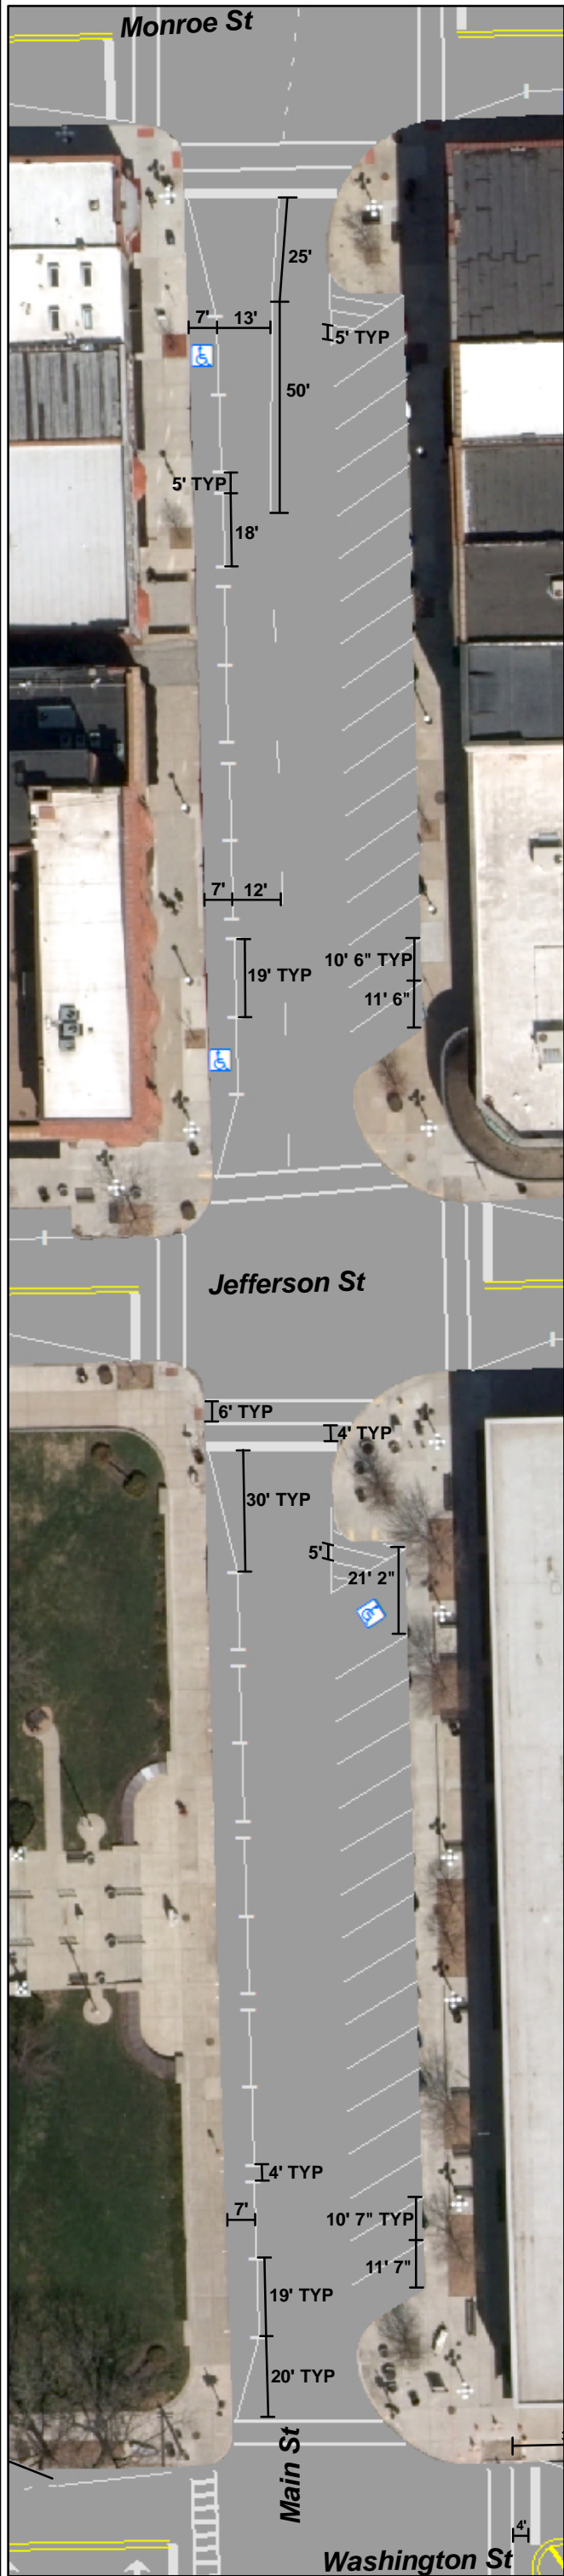 Monroe St
25'
7'
13'
5' TYP
50'
5' TYP
18'
7'
12'
10' 6" TYP
19' TYP
11' 6"
Jefferson St
6' TYP
4' TYP
30' TYP
5'
21' 2"
4' TYP
7'
10' 7" TYP
11' 7"
19' TYP
20' TYP
Main St
4'
Washington St